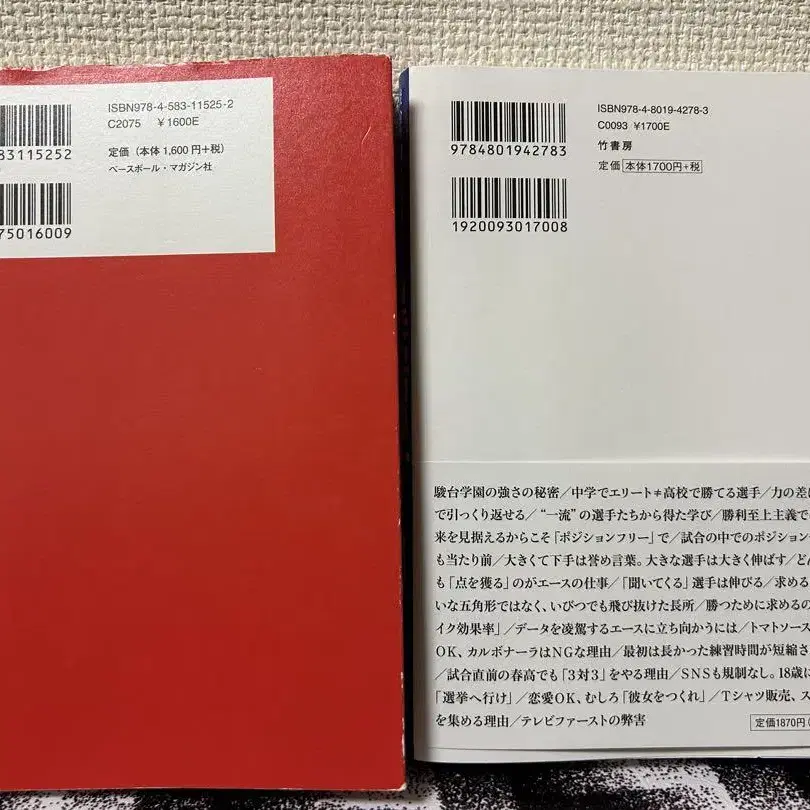 ISBN978-4-583-11525-2
C2075 ¥1600E
定価(本体1,600円+税)
ベースボール・マガジン社
83115252
75016009
ISBN978-4-8019-4278-3
C0093 ¥1700E
竹書房
定価 本体1700円+税
9784801942783
1920093017008
駿台学園の強さの秘密/中学でエリート≠高校で勝てる選手/力の差は
で引っくり返せる/“一流”の選手たちから得た学び/勝利至上主義で
来を見据えるからこそ「ポジションフリー」で/試合の中でのポジション
も当たり前/大きくて下手は誉め言葉。大きな選手は大きく伸ばす/ど
も「点を獲る」のがエースの仕事/「聞いてくる」選手は伸びる/求める
いな五角形ではなく、いびつでも飛び抜けた長所/勝つために求めるの
イク効果率」/データを凌駕するエースに立ち向かうには/トマトソース
OK、カルボナーラはNGな理由/最初は長かった練習時間が短縮さ
/試合直前の春高でも「3対3」をやる理由/SNSも規制なし。18歳に
「選挙へ行け」/恋愛OK、むしろ「彼女をつくれ」/Tシャツ販売、ス
を集める理由/テレビファーストの弊害
定価1870円(